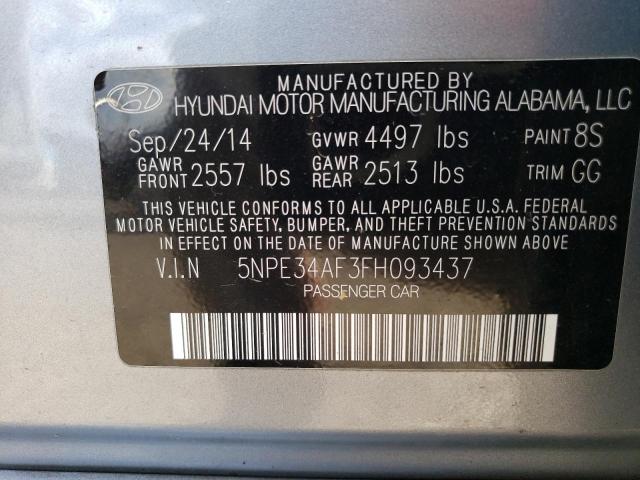 MANUFACTURED BY
HYUNDAI MOTOR MANUFACTURING ALABAMA, LLC
Sep/24/14 GVWR 4497 lbs PAINT 8S
GAWR FRONT 2557 lbs GAWR REAR 2513 lbs TRIM GG
THIS VEHICLE CONFORMS TO ALL APPLICABLE U.S.A. FEDERAL
MOTOR VEHICLE SAFETY, BUMPER, AND THEFT PREVENTION STANDARDS
IN EFFECT ON THE DATE OF MANUFACTURE SHOWN ABOVE.
V.I.N 5NPE34AF3FH093437
PASSENGER CAR